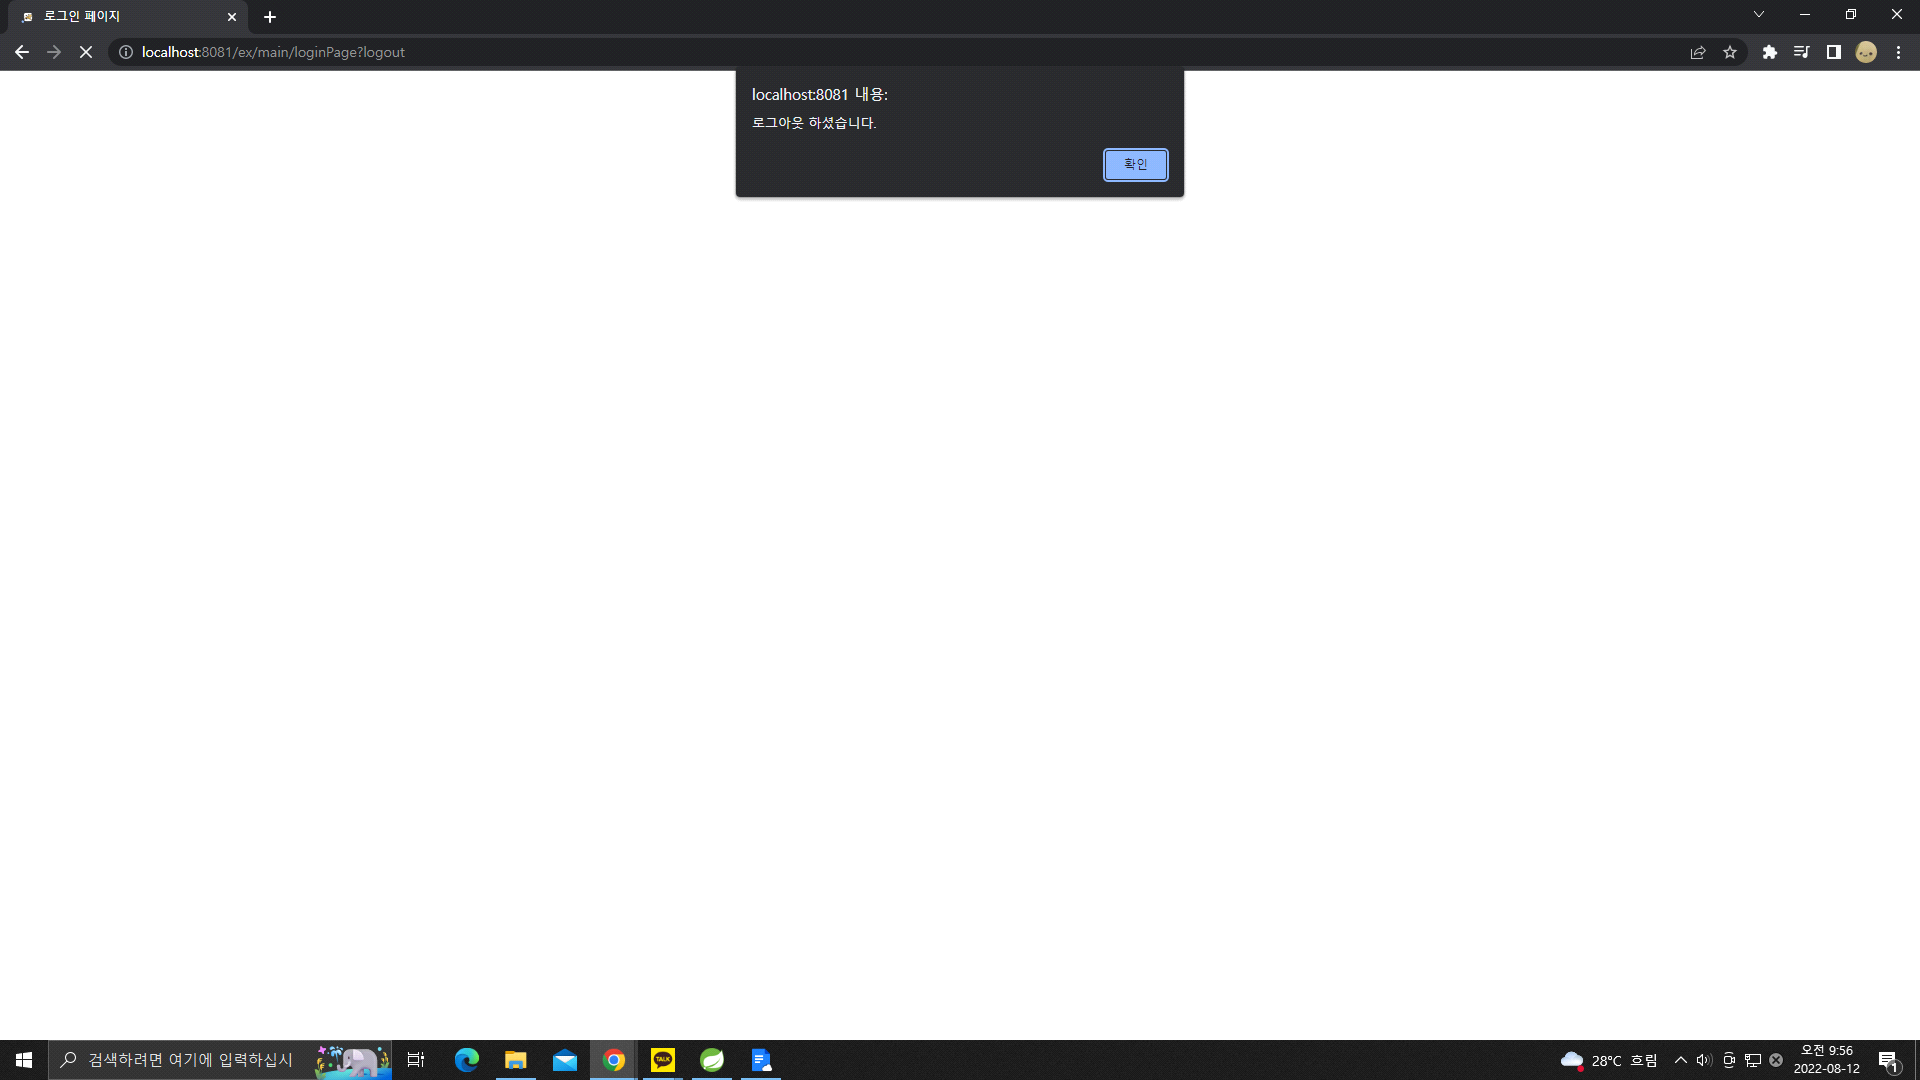 로그인 페이지
localhost:8081/ex/main/loginPage?logout
localhost:8081 내용:
로그아웃 하셨습니다.
확인
검색하려면 여기에 입력하십시
TALK
28°C 흐림
오전 9:56
2022-08-12
1